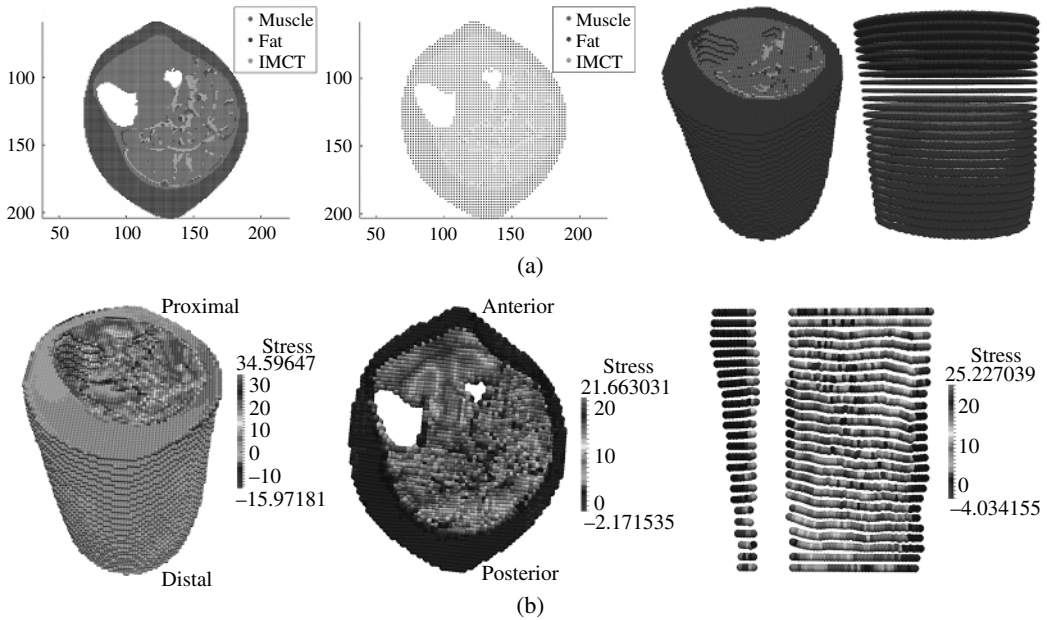 Muscle
Fat
IMCT
100
150
200
50
100
150
200
Muscle
Fat
IMCT
100
150
200
50
100
150
200
(a)
Proximal
Distal
Stress
34.59647
30
20
10
0
−10
−15.97181
Anterior
Posterior
Stress
21.663031
20
10
0
−2.171535
Stress
25.227039
20
10
0
−4.034155
(b)